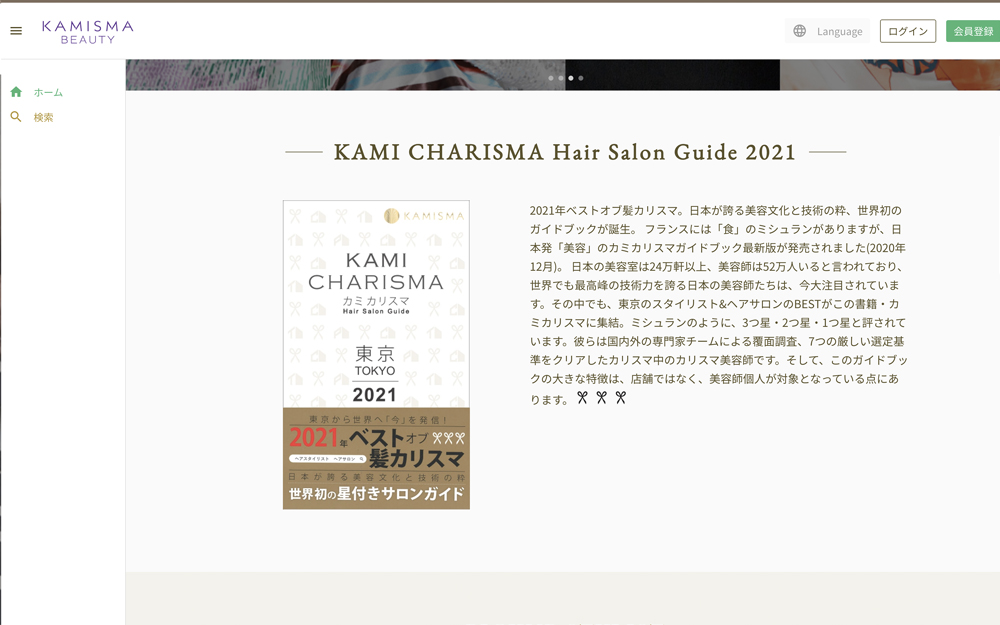 KAMISMA
BEAUTY
Language
ログイン
会員登録
ホーム
検索
KAMI CHARISMA Hair Salon Guide 2021
KAMISMA
KAMI
CHARISMA
カミカリスマ
Hair Salon Guide
東京
TOKYO
2021
東京から世界へ「今」を発信！
2021年ベストオブ
ヘアスタイリスト ヘアサロン
髪カリスマ
日本が誇る美容文化と技術の粋
世界初の星付きサロンガイド
2021年ベストオブ髪カリスマ。日本が誇る美容文化と技術の粋、世界初の
ガイドブックが誕生。 フランスには「食」のミシュランがありますが、日
本発「美容」のカミカリスマガイドブック最新版が発売されました(2020年
12月)。 日本の美容室は24万軒以上、美容師は52万人いると言われており、
世界でも最高峰の技術力を誇る日本の美容師たちは、今大注目されていま
す。その中でも、東京のスタイリスト&ヘアサロンのBESTがこの書籍・カ
ミカリスマに集結。ミシュランのように、3つ星・2つ星・1つ星と評されて
います。彼らは国内外の専門家チームによる覆面調査、7つの厳しい選定基
準をクリアしたカリスマ中のカリスマ美容師です。そして、このガイドブッ
クの大きな特徴は、店舗ではなく、美容師個人が対象となっている点にあ
ります。